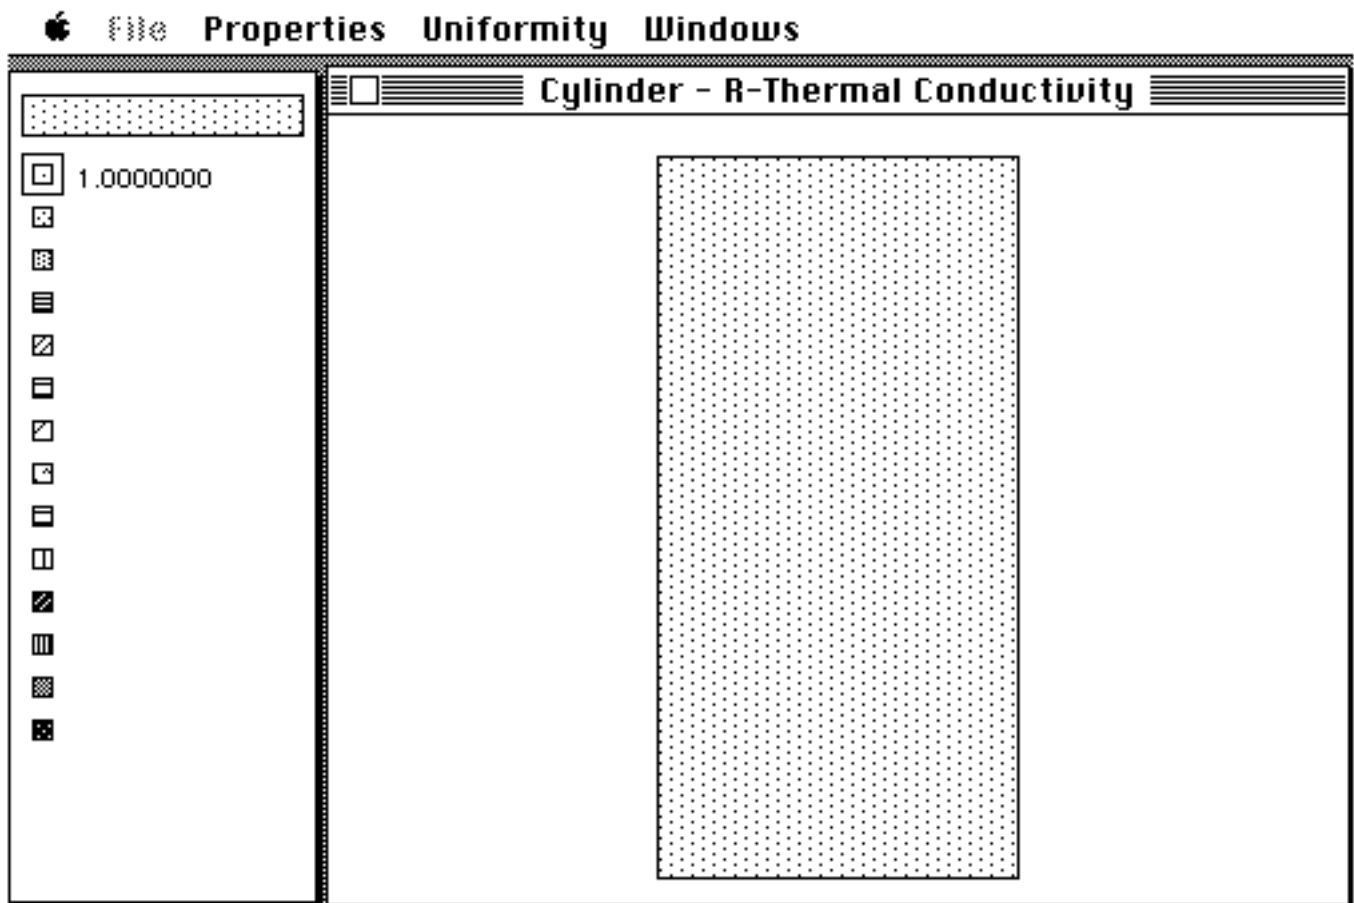 File Properties Uniformity Windows
Cylinder - R-Thermal Conductivity
1.0000000